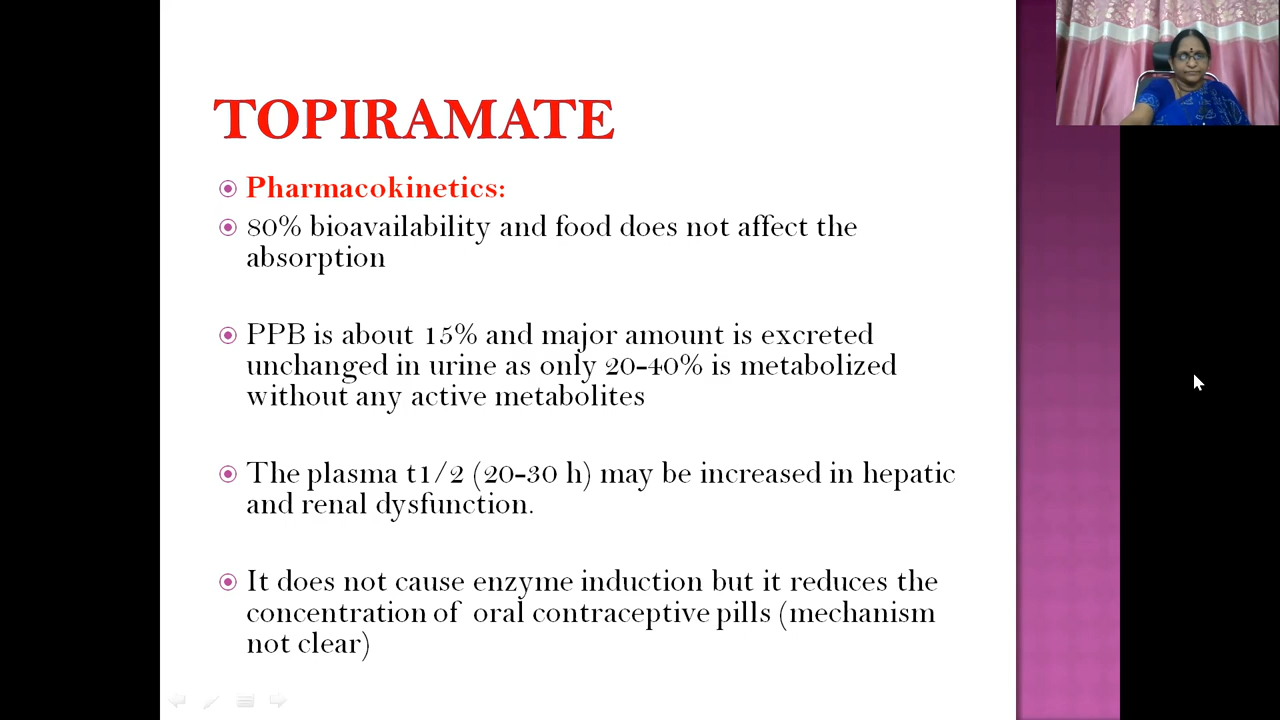 TOPIRAMATE
Pharmacokinetics:
80% bioavailability and food does not affect the
absorption
PPB is about 15% and major amount is excreted
unchanged in urine as only 20-40% is metabolized
without any active metabolites
The plasma t1/2 (20-30 h) may be increased in hepatic
and renal dysfunction.
It does not cause enzyme induction but it reduces the
concentration of  oral contraceptive pills (mechanism
not clear)